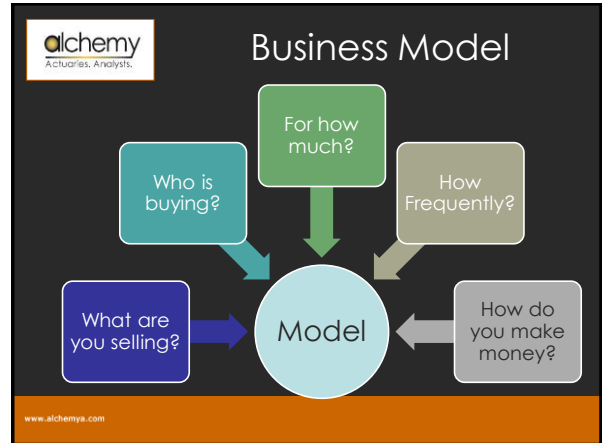 alchemy
Actuaries. Analysts.
Business Model
For how
much?
Who is
buying?
How
Frequently?
What are
you selling?
Model
How do
you make
money?
www.alchemya.com